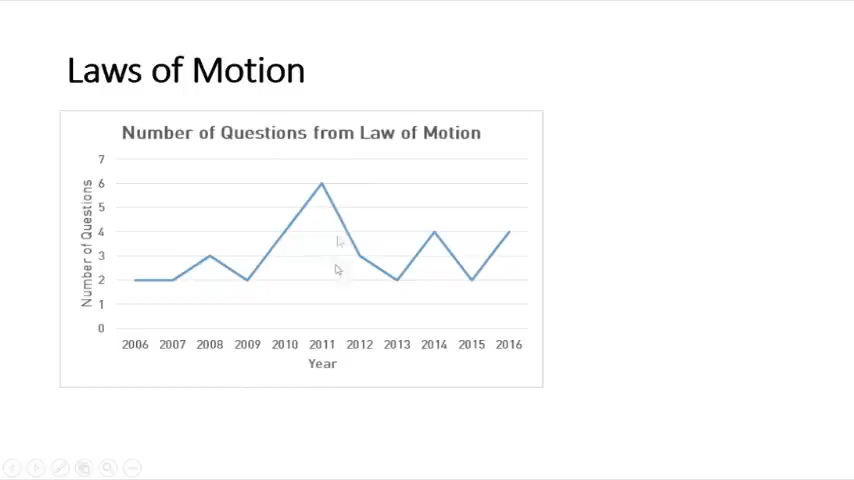 Laws of Motion
Number of Questions from Law of Motion
Number of Questions
7
6
5
4
3
2
1
0
2006 2007 2008 2009 2010 2011 2012 2013 2014 2015 2016
Year